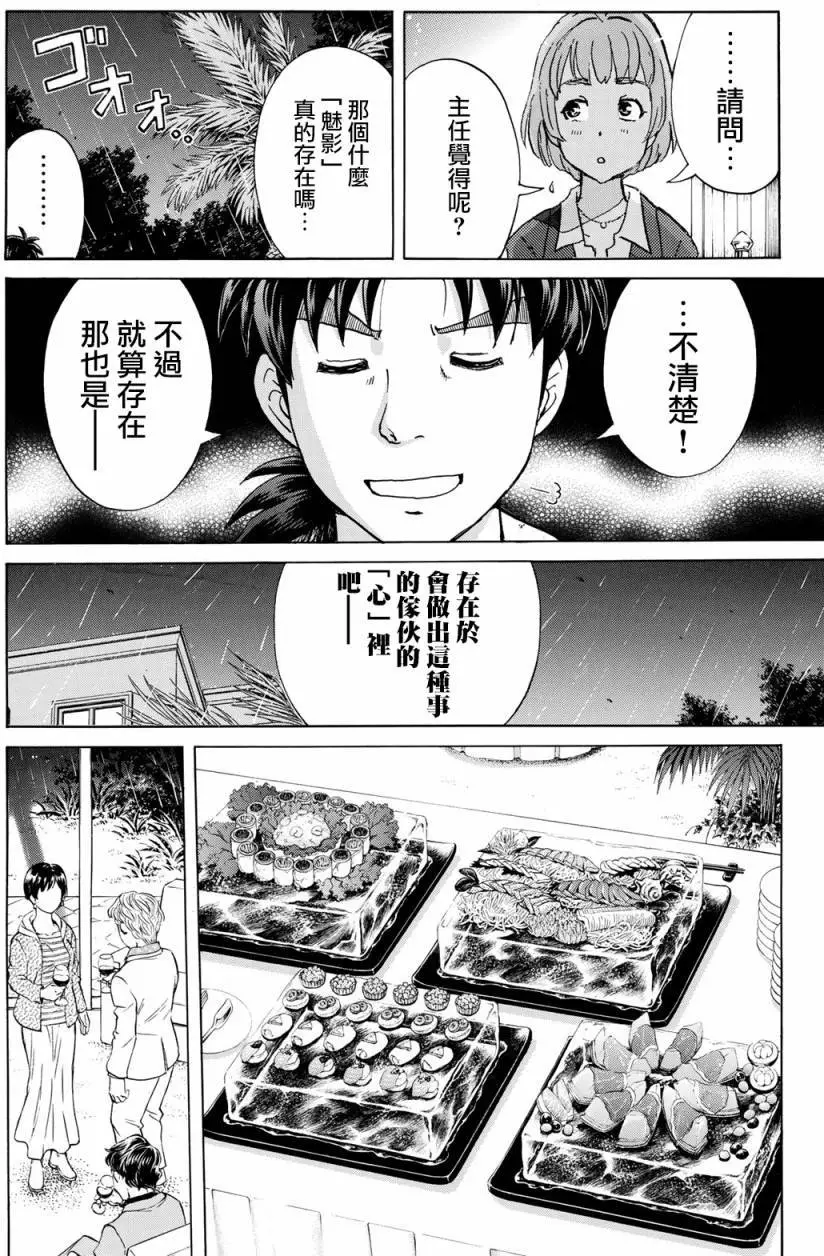 ……請問…
主任覺得呢？
那個什麼
「魅影」
真的存在嗎…
ゴオオ
………
…不清楚！
不過
就算存在
那也是——
存在於
會做出這種事
的傢伙的
「心」裡
吧——